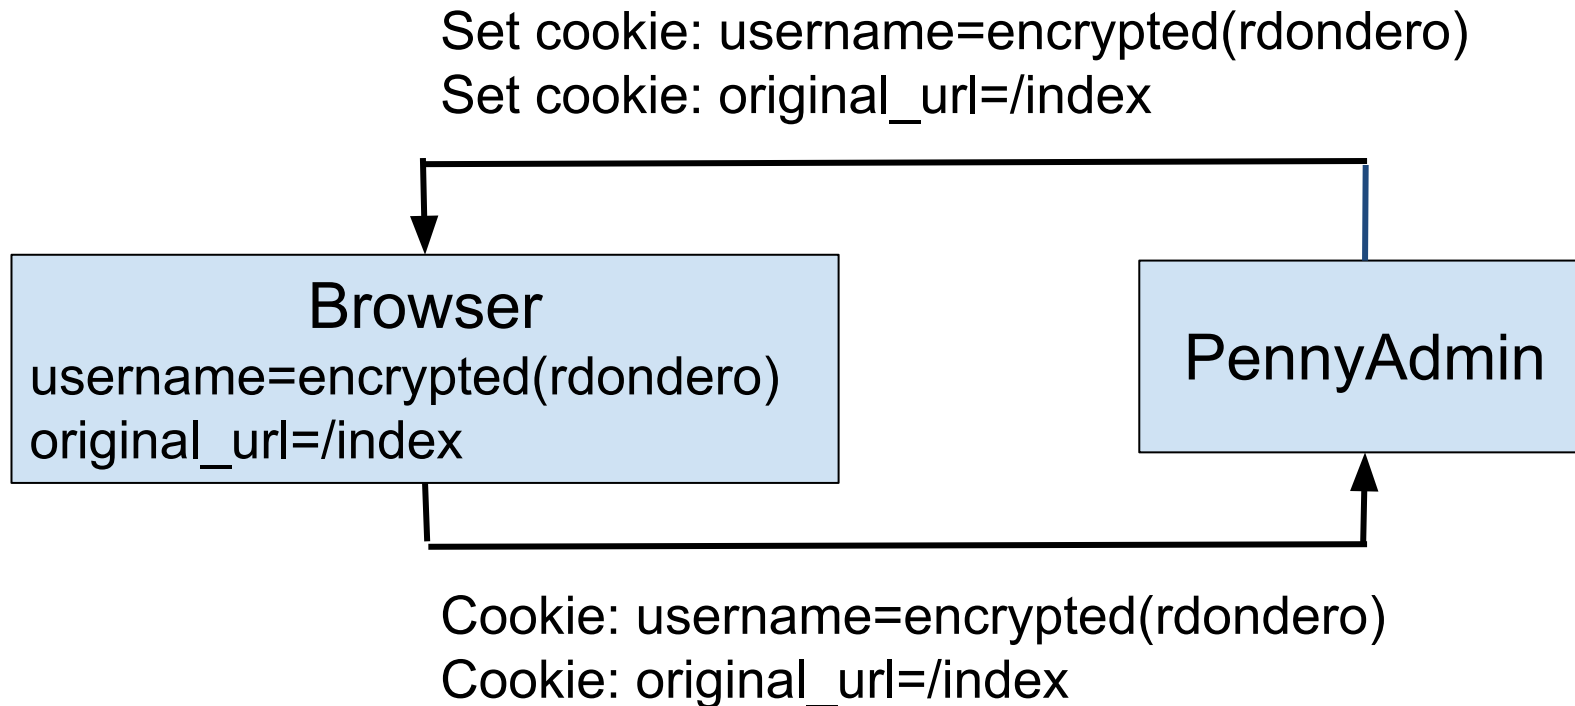 Set cookie: username=encrypted(rdondero)
Set cookie: original_url=/index
Browser
username=encrypted(rdondero)
original_url=/index
PennyAdmin
Cookie: username=encrypted(rdondero)
Cookie: original_url=/index